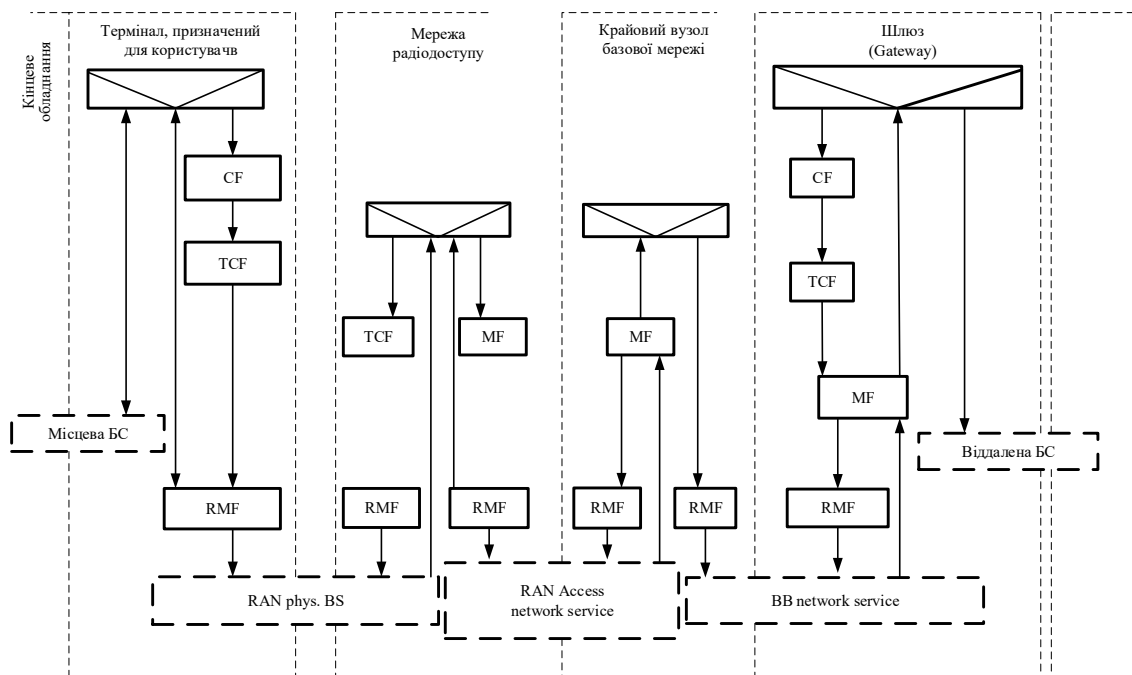 Кінцеве
обладнання
Термінал, призначений
для користувачв
Мережа
радіодоступу
Крайовий вузол
базової мережі
Шлюз
(Gateway)
CF
TCF
RMF
Місцева БС
TCF
MF
RMF
RMF
MF
RMF
RMF
CF
TCF
MF
RMF
Віддалена БС
RAN phys. BS
RAN Access
network service
BB network service